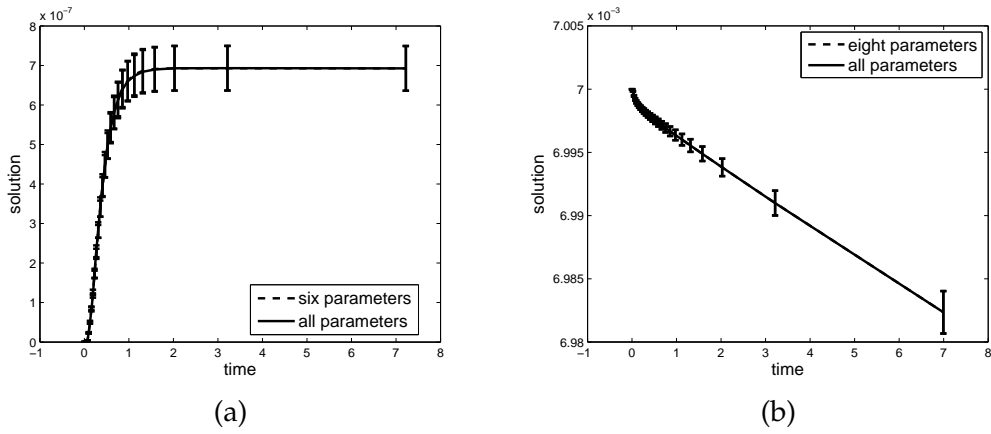 x 10⁻⁷
8
7
6
5
4
3
2
1
0
solution
−1 0 1 2 3 4 5 6 7 8
time
six parameters
all parameters
(a)
x 10⁻³
7.005
7
6.995
6.99
6.985
6.98
solution
−1 0 1 2 3 4 5 6 7 8
time
eight parameters
all parameters
(b)